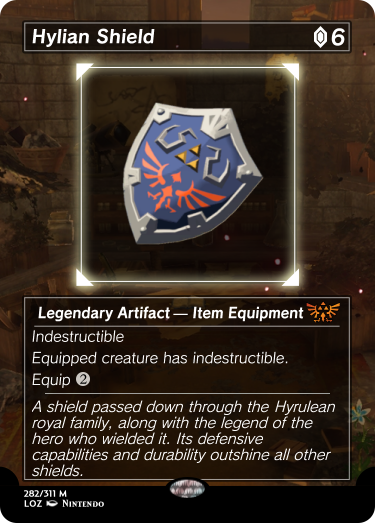 Hylian Shield 6
Legendary Artifact — Item Equipment
Indestructible
Equipped creature has indestructible.
Equip 2
A shield passed down through the Hyrulean
royal family, along with the legend of the
hero who wielded it. Its defensive
capabilities and durability outshine all other
shields.
282/311 M
LOZ Nintendo